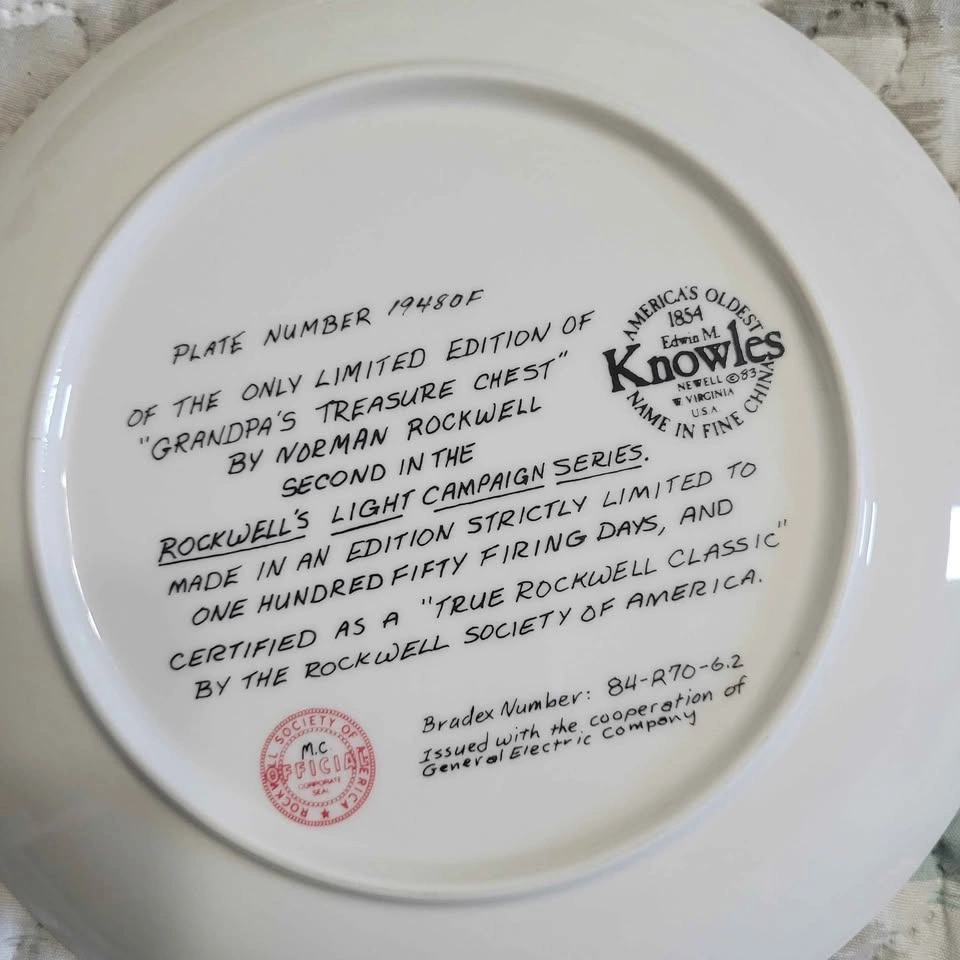 PLATE NUMBER 19480F
OF THE ONLY LIMITED EDITION OF
"GRANDPA'S TREASURE CHEST"
BY NORMAN ROCKWELL
SECOND IN THE
ROCKWELL'S LIGHT CAMPAIGN SERIES.
MADE IN AN EDITION STRICTLY LIMITED TO
ONE HUNDRED FIFTY FIRING DAYS, AND
CERTIFIED AS A "TRUE ROCKWELL CLASSIC"
BY THE ROCKWELL SOCIETY OF AMERICA.
AMERICA'S OLDEST
1854
Edwin M.
Knowles
NEWELL ©83
W. VIRGINIA
U.S.A
NAME IN FINE CHINA
Bradex Number: 84-R70-6.2
Issued with the cooperation of
General Electric Company
ROCKWELL SOCIETY OF AMERICA
M.C
OFFICIAL
CORPORATE
SEAL